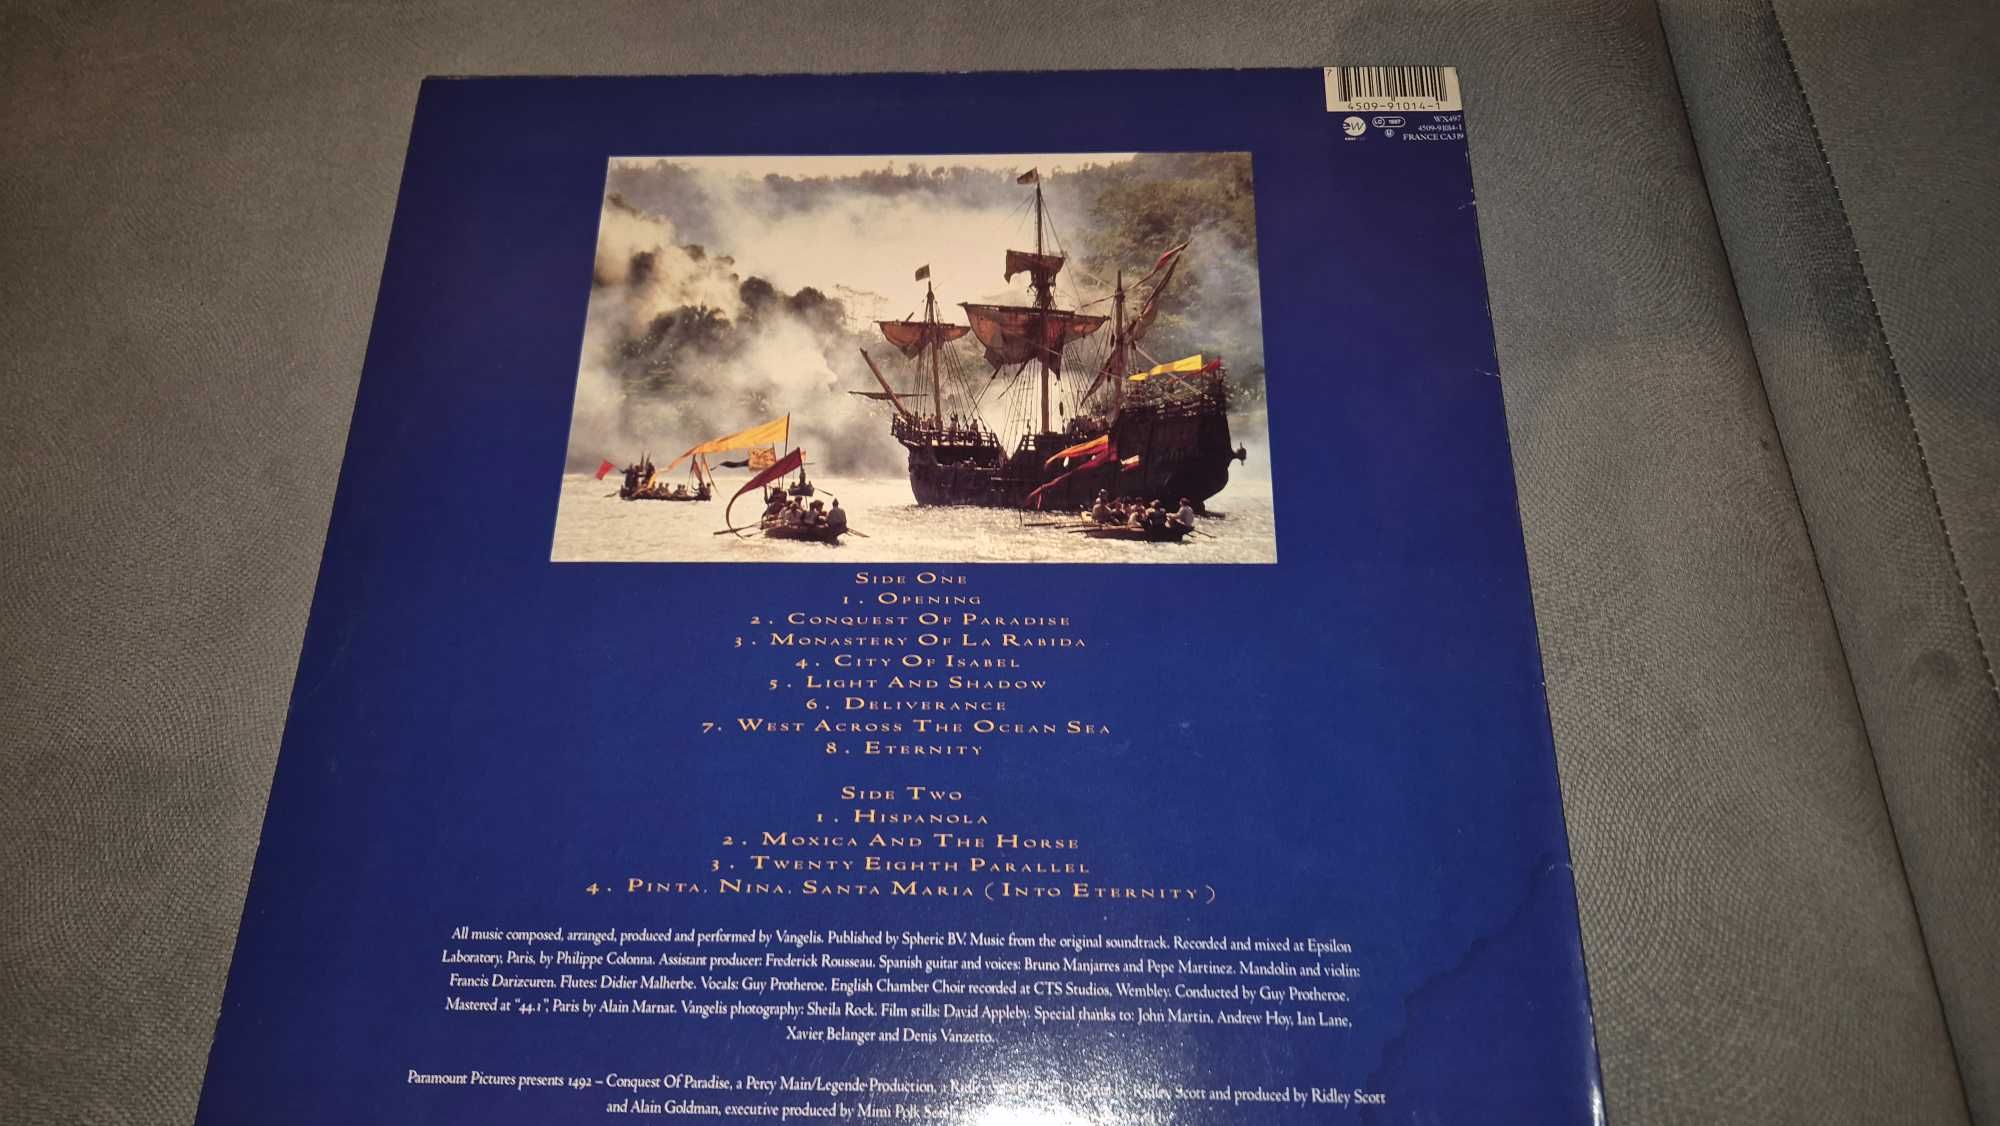 7
4509-91014-1
WX497
LC 1557
4509-91014-1
U
FRANCE CA319
SIDE ONE
1. OPENING
2. CONQUEST OF PARADISE
3. MONASTERY OF LA RABIDA
4. CITY OF ISABEL
5. LIGHT AND SHADOW
6. DELIVERANCE
7. WEST ACROSS THE OCEAN SEA
8. ETERNITY
SIDE TWO
1. HISPANOLA
2. MOXICA AND THE HORSE
3. TWENTY EIGHTH PARALLEL
4. PINTA, NINA, SANTA MARIA (INTO ETERNITY)
All music composed, arranged, produced and performed by Vangelis. Published by Spheric BV. Music from the original soundtrack. Recorded and mixed at Epsilon
Laboratory, Paris, by Philippe Colonna. Assistant producer: Frederick Rousseau. Spanish guitar and voices: Bruno Manjarres and Pepe Martinez. Mandolin and violin:
Francis Darizcuren. Flutes: Didier Malherbe. Vocals: Guy Protheroe. English Chamber Choir recorded at CTS Studios, Wembley. Conducted by Guy Protheroe.
Mastered at "44.1", Paris by Alain Marnat. Vangelis photography: Sheila Rock. Film stills: David Appleby. Special thanks to: John Martin, Andrew Hoy, Ian Lane,
Xavier Belanger and Denis Vanzetto.
Paramount Pictures presents 1492 – Conquest Of Paradise, a Percy Main/Legende Production, a Ridley Scott and produced by Ridley Scott
and Alain Goldman, executive produced by Mimi Polk